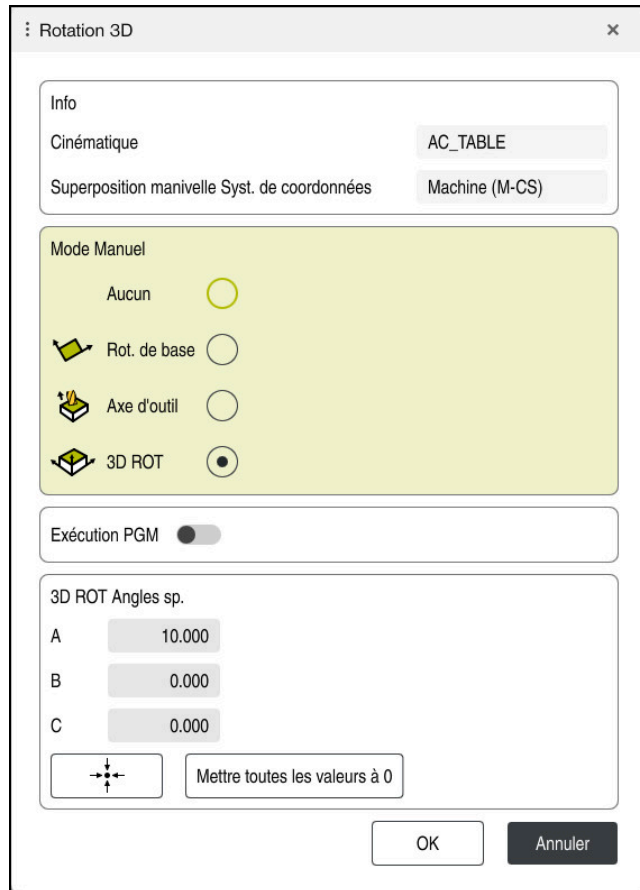 Rotation 3D
Info
Cinématique AC_TABLE
Superposition manivelle Syst. de coordonnées Machine (M-CS)
Mode Manuel
Aucun
Rot. de base
Axe d'outil
3D ROT
Exécution PGM
3D ROT Angles sp.
A 10.000
B 0.000
C 0.000
Mettre toutes les valeurs à 0
OK Annuler